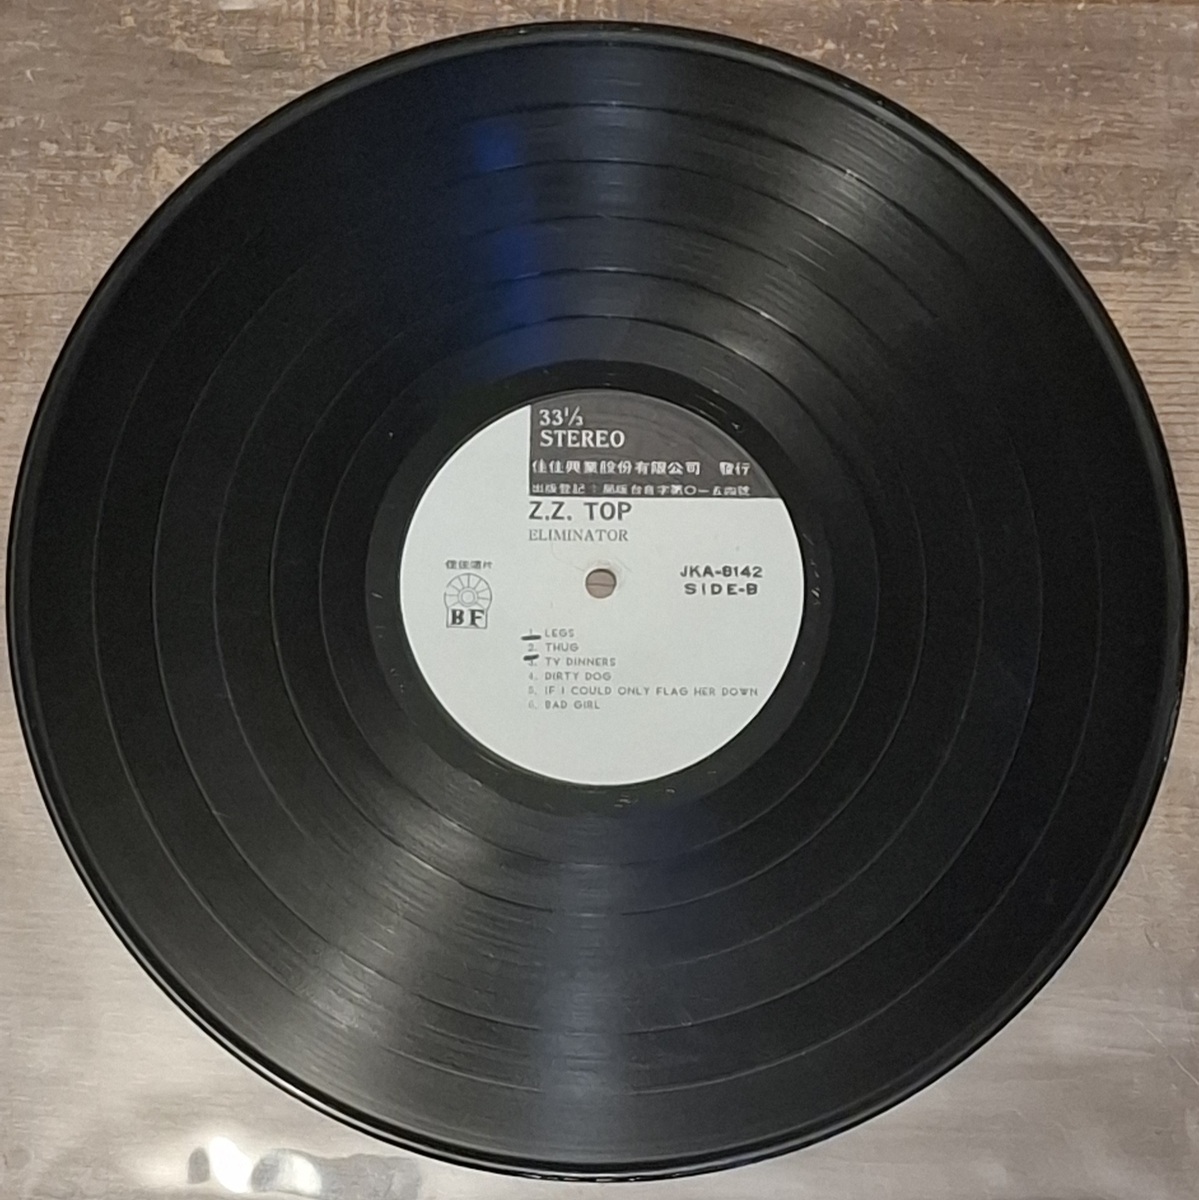 33⅓
STEREO
佳佳興業股份有限公司 發行
出版登記:局版台音字第〇一五四號
Z.Z. TOP
ELIMINATOR
佳佳唱片
BF
JKA-8142
SIDE-B
1. LEGS
2. THUG
3. TV DINNERS
4. DIRTY DOG
5. IF I COULD ONLY FLAG HER DOWN
6. BAD GIRL